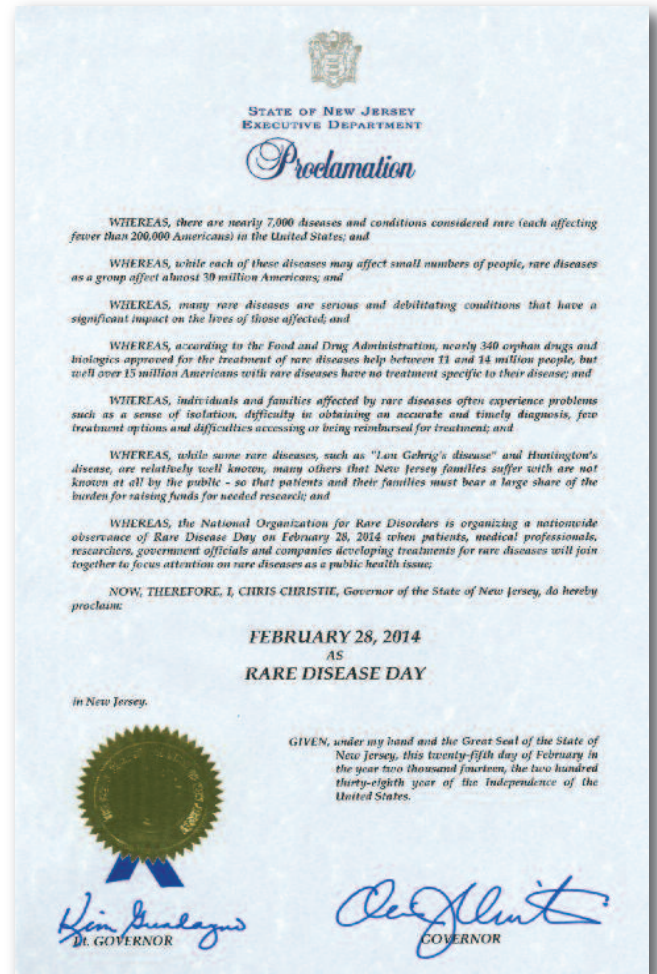 STATE OF NEW JERSEY
EXECUTIVE DEPARTMENT
Proclamation
WHEREAS, there are nearly 7,000 diseases and conditions considered rare (each affecting
fewer than 200,000 Americans) in the United States; and
WHEREAS, while each of these diseases may affect small numbers of people, rare diseases
as a group affect almost 30 million Americans; and
WHEREAS, many rare diseases are serious and debilitating conditions that have a
significant impact on the lives of those affected; and
WHEREAS, according to the Food and Drug Administration, nearly 340 orphan drugs and
biologics approved for the treatment of rare diseases help between 11 and 14 million people, but
well over 15 million Americans with rare diseases have no treatment specific to their disease; and
WHEREAS, individuals and families affected by rare diseases often experience problems
such as a sense of isolation, difficulty in obtaining an accurate and timely diagnosis, few
treatment options and difficulties accessing or being reimbursed for treatment; and
WHEREAS, while some rare diseases, such as "Lou Gehrig's disease" and Huntington's
disease, are relatively well known, many others that New Jersey families suffer with are not
known at all by the public – so that patients and their families must bear a large share of the
burden for raising funds for needed research; and
WHEREAS, the National Organization for Rare Disorders is organizing a nationwide
observance of Rare Disease Day on February 28, 2014 when patients, medical professionals,
researchers, government officials and companies developing treatments for rare diseases will join
together to focus attention on rare diseases as a public health issue;
NOW, THEREFORE, I, CHRIS CHRISTIE, Governor of the State of New Jersey, do hereby
proclaim:
FEBRUARY 28, 2014
AS
RARE DISEASE DAY
in New Jersey.
GIVEN, under my hand and the Great Seal of the State of
New Jersey, this twenty-fifth day of February in
the year two thousand fourteen, the two hundred
thirty-eighth year of the Independence of the
United States.
Kim Guadagno
Lt. GOVERNOR
GOVERNOR